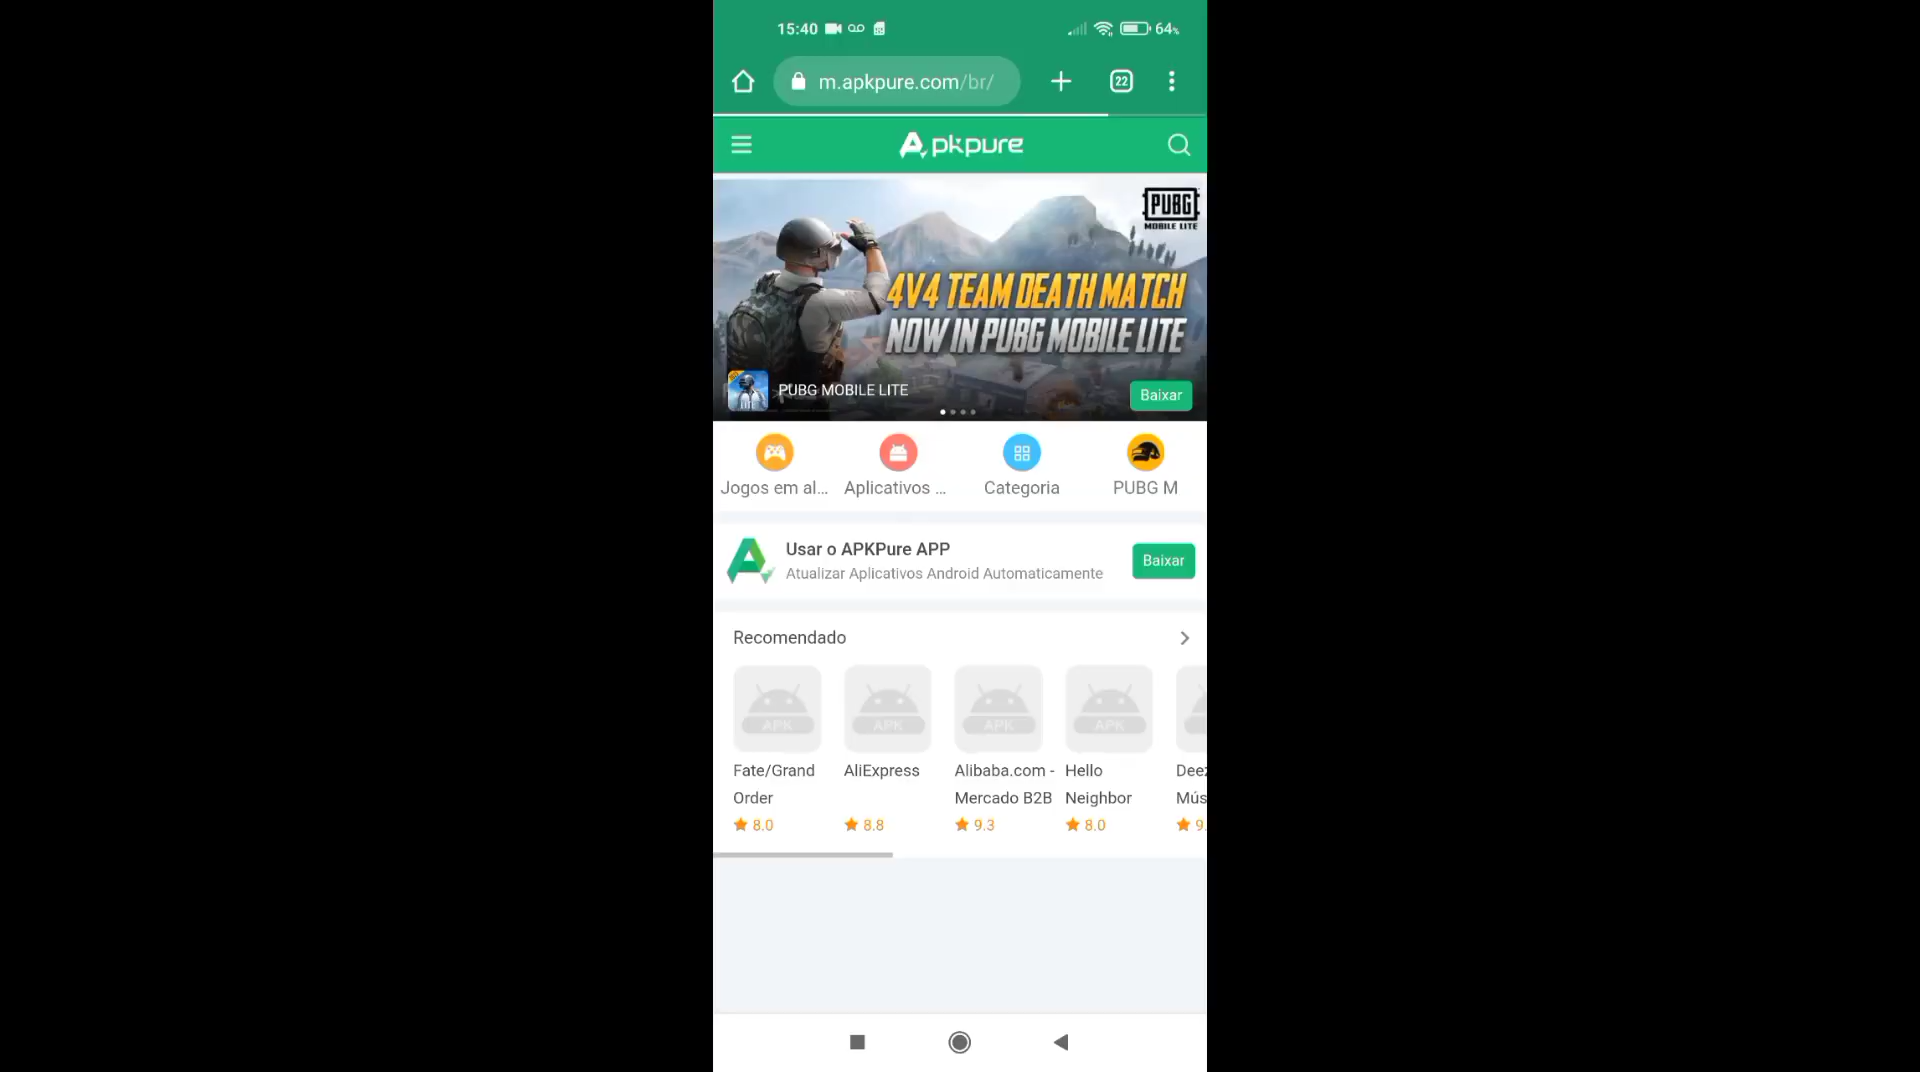 15:40
64%
m.apkpure.com/br/
22
Apkpure
PUBG
MOBILE LITE
4V4 TEAM DEATH MATCH
NOW IN PUBG MOBILE LITE
PUBG MOBILE LITE
Baixar
Jogos em al... Aplicativos ... Categoria PUBG M
Usar o APKPure APP
Atualizar Aplicativos Android Automaticamente
Baixar
Recomendado
APK APK APK APK
Fate/Grand
Order
8.0
AliExpress
8.8
Alibaba.com -
Mercado B2B
9.3
Hello
Neighbor
8.0
Deez
Mús
9.